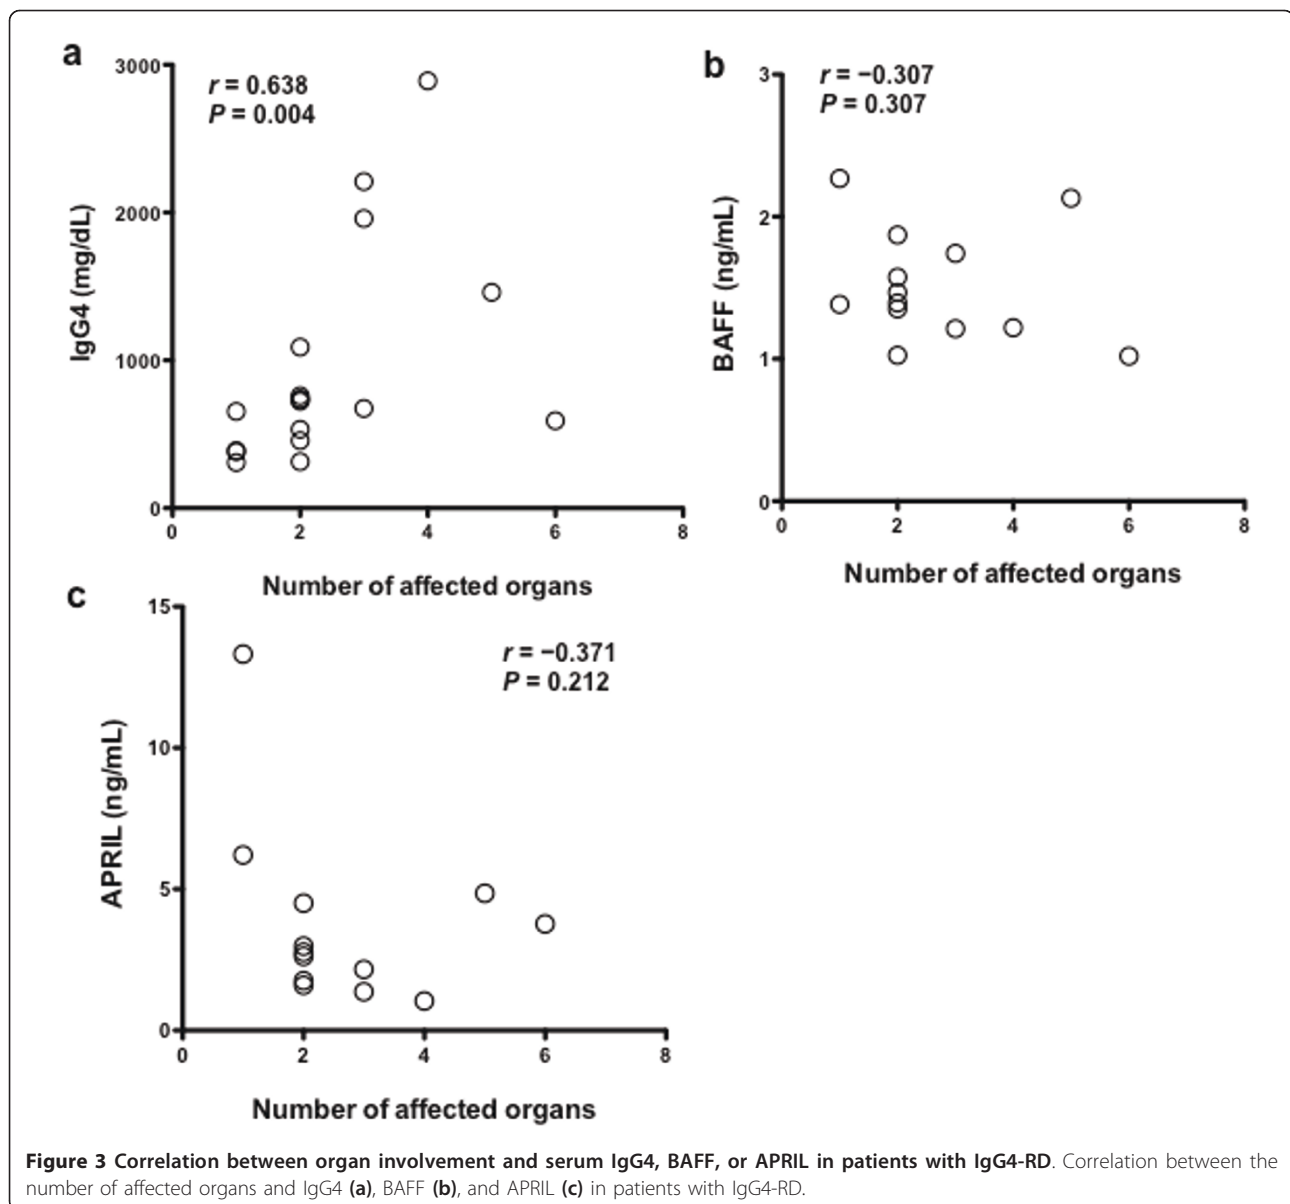 a
r = 0.638
P = 0.004
3000
2000
1000
0
IgG4 (mg/dL)
0 2 4 6 8
Number of affected organs
b
r = −0.307
P = 0.307
3
2
1
0
BAFF (ng/mL)
0 2 4 6 8
Number of affected organs
c
r = −0.371
P = 0.212
15
10
5
0
APRIL (ng/mL)
0 2 4 6 8
Number of affected organs
Figure 3 Correlation between organ involvement and serum IgG4, BAFF, or APRIL in patients with IgG4-RD. Correlation between the
number of affected organs and IgG4 (a), BAFF (b), and APRIL (c) in patients with IgG4-RD.